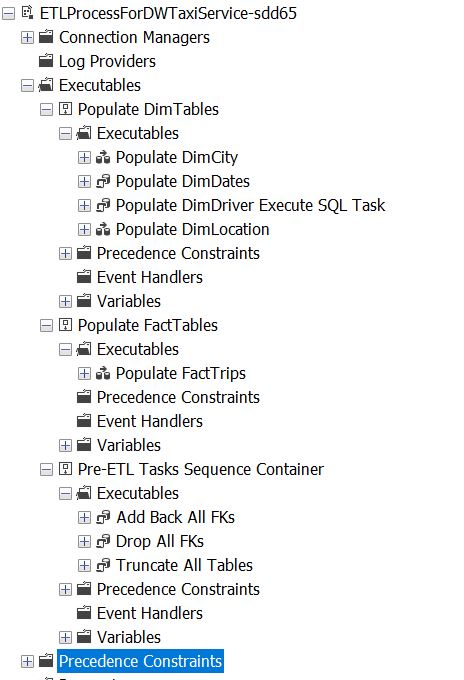 ETLProcessForDWTaxiService-sdd65
Connection Managers
Log Providers
Executables
Populate DimTables
Executables
Populate DimCity
Populate DimDates
Populate DimDriver Execute SQL Task
Populate DimLocation
Precedence Constraints
Event Handlers
Variables
Populate FactTables
Executables
Populate FactTrips
Precedence Constraints
Event Handlers
Variables
Pre-ETL Tasks Sequence Container
Executables
Add Back All FKs
Drop All FKs
Truncate All Tables
Precedence Constraints
Event Handlers
Variables
Precedence Constraints